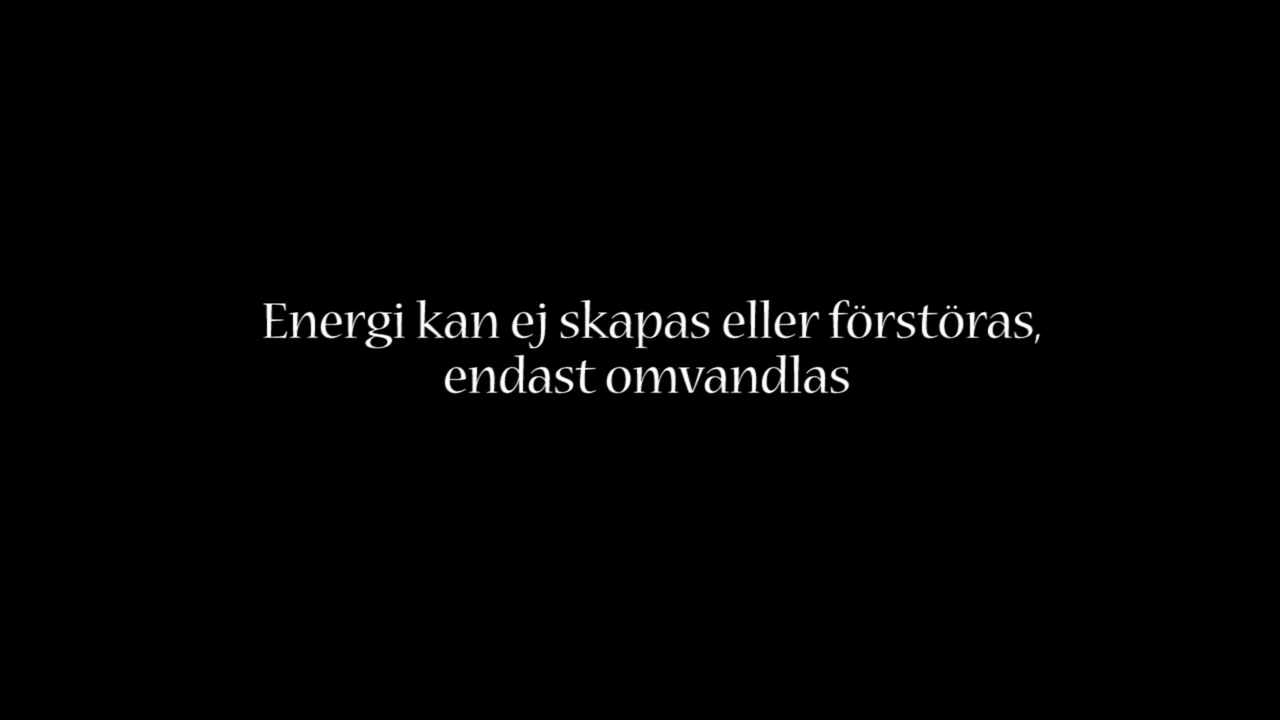 Energi kan ej skapas eller förstöras,
endast omvandlas